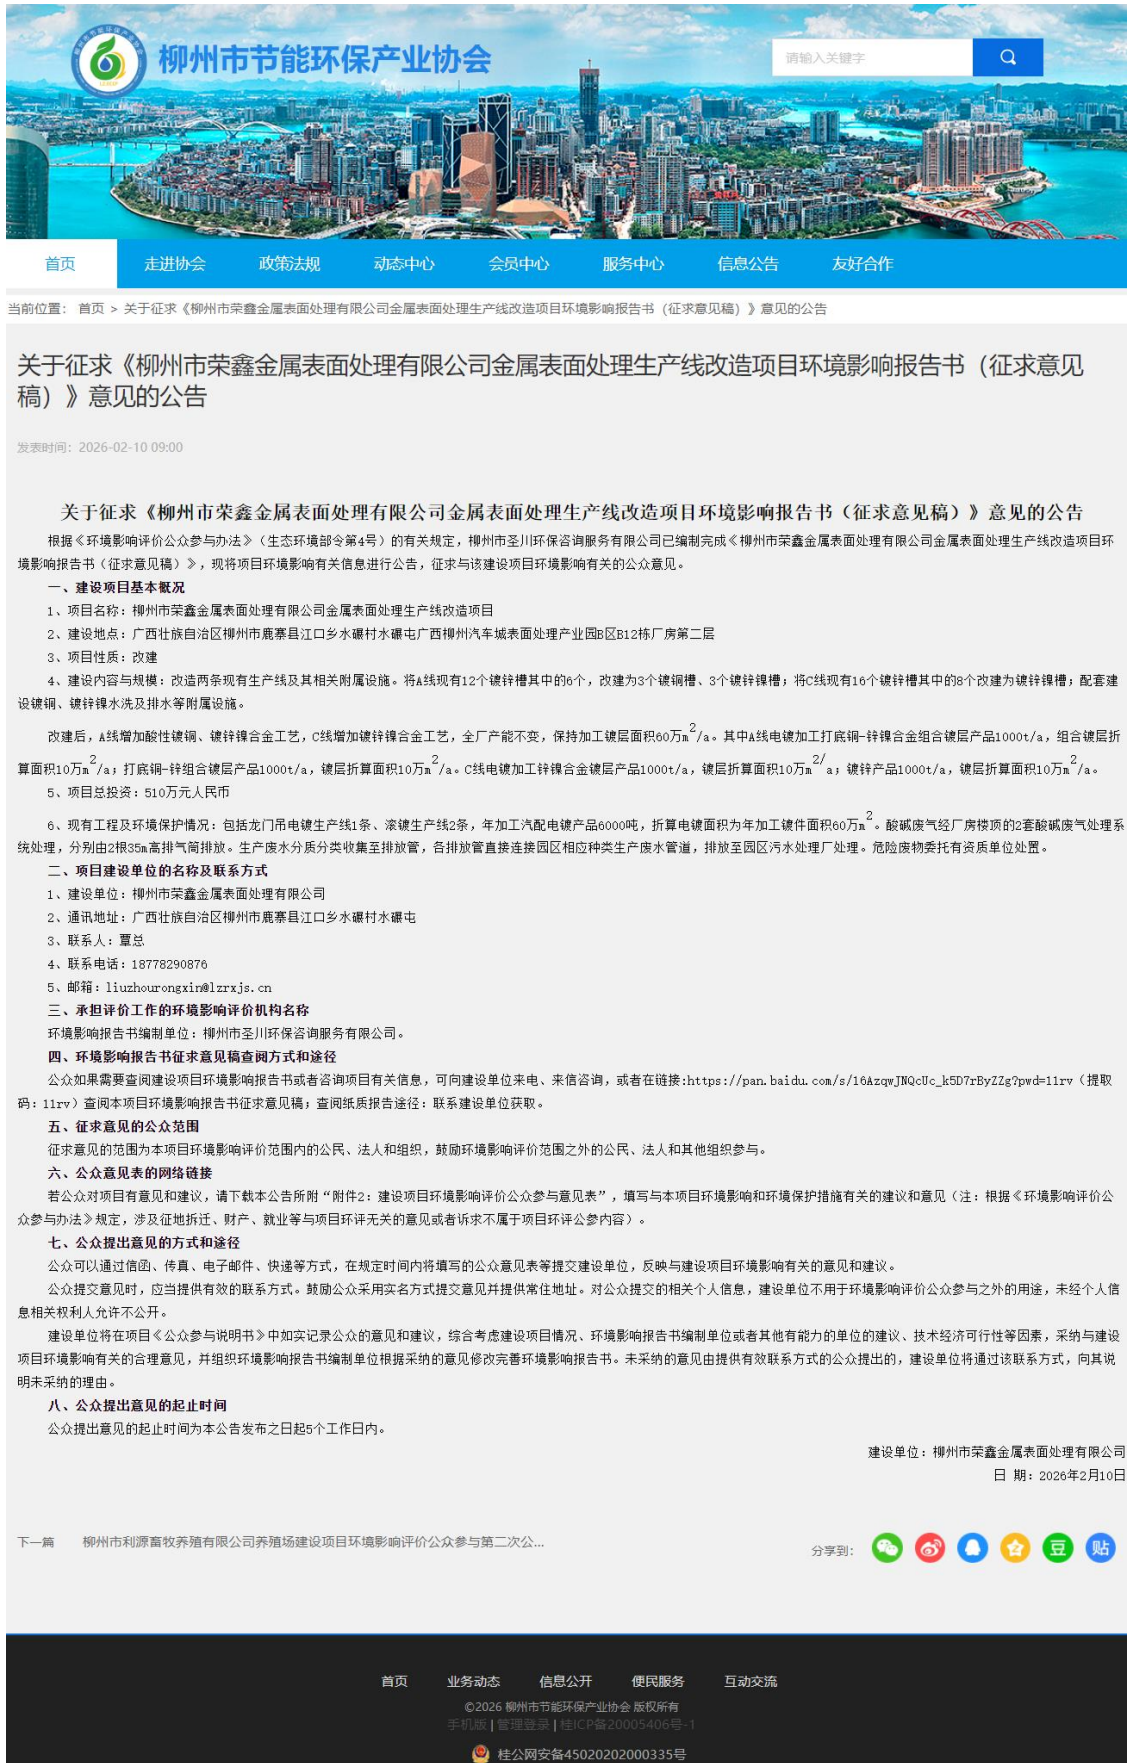 柳州市节能环保产业协会
请输入关键字
首页 走进协会 政策法规 动态中心 会员中心 服务中心 信息公告 友好合作
当前位置： 首页 > 关于征求《柳州市荣鑫金属表面处理有限公司金属表面处理生产线改造项目环境影响报告书（征求意见稿）》意见的公告
关于征求《柳州市荣鑫金属表面处理有限公司金属表面处理生产线改造项目环境影响报告书（征求意见
稿）》意见的公告
发表时间：2026-02-10 09:00
关于征求《柳州市荣鑫金属表面处理有限公司金属表面处理生产线改造项目环境影响报告书（征求意见稿）》意见的公告
根据《环境影响评价公众参与办法》（生态环境部令第4号）的有关规定，柳州市圣川环保咨询服务有限公司已编制完成《柳州市荣鑫金属表面处理有限公司金属表面处理生产线改造项目环
境影响报告书（征求意见稿）》，现将项目环境影响有关信息进行公告，征求与该建设项目环境影响有关的公众意见。
一、建设项目基本概况
1、项目名称：柳州市荣鑫金属表面处理有限公司金属表面处理生产线改造项目
2、建设地点：广西壮族自治区柳州市鹿寨县江口乡水碾村水碾屯广西柳州汽车城表面处理产业园B区B12栋厂房第二层
3、项目性质：改建
4、建设内容与规模：改造两条现有生产线及其相关附属设施。将A线现有12个镀锌槽其中的6个，改建为3个镀铜槽、3个镀锌镍槽；将C线现有16个镀锌槽其中的8个改建为镀锌镍槽；配套建
设镀铜、镀锌镍水洗及排水等附属设施。
改建后，A线增加酸性镀铜、镀锌镍合金工艺，C线增加镀锌镍合金工艺，全厂产能不变，保持加工镀层面积60万m²/a。其中A线电镀加工打底铜-锌镍合金组合镀层产品1000t/a，组合镀层折
算面积10万m²/a；打底铜-锌组合镀层产品1000t/a，镀层折算面积10万m²/a。C线电镀加工锌镍合金镀层产品1000t/a，镀层折算面积10万m²/a；镀锌产品1000t/a，镀层折算面积10万m²/a。
5、项目总投资：510万元人民币
6、现有工程及环境保护情况：包括龙门吊电镀生产线1条、滚镀生产线2条，年加工汽配电镀产品6000吨，折算电镀面积为年加工镀件面积60万m²。酸碱废气经厂房楼顶的2套酸碱废气处理系
统处理，分别由2根35m高排气筒排放。生产废水分质分类收集至排放管，各排放管直接连接园区相应种类生产废水管道，排放至园区污水处理厂处理。危险废物委托有资质单位处置。
二、项目建设单位的名称及联系方式
1、建设单位：柳州市荣鑫金属表面处理有限公司
2、通讯地址：广西壮族自治区柳州市鹿寨县江口乡水碾村水碾屯
3、联系人：覃总
4、联系电话：18778290876
5、邮箱：liuzhourongxin@lzrxjs.cn
三、承担评价工作的环境影响评价机构名称
环境影响报告书编制单位：柳州市圣川环保咨询服务有限公司。
四、环境影响报告书征求意见稿查阅方式和途径
公众如果需要查阅建设项目环境影响报告书或者咨询项目有关信息，可向建设单位来电、来信咨询，或者在链接:https://pan.baidu.com/s/16AzqwJNQcUc_k5D7rByZZg?pwd=11rv（提取
码：11rv）查阅本项目环境影响报告书征求意见稿；查阅纸质报告途径：联系建设单位获取。
五、征求意见的公众范围
征求意见的范围为本项目环境影响评价范围内的公民、法人和组织，鼓励环境影响评价范围之外的公民、法人和其他组织参与。
六、公众意见表的网络链接
若公众对项目有意见和建议，请下载本公告所附“附件2：建设项目环境影响评价公众参与意见表”，填写与本项目环境影响和环境保护措施有关的建议和意见（注：根据《环境影响评价公
众参与办法》规定，涉及征地拆迁、财产、就业等与项目环评无关的意见或者诉求不属于项目环评公参内容）。
七、公众提出意见的方式和途径
公众可以通过信函、传真、电子邮件、快递等方式，在规定时间内将填写的公众意见表等提交建设单位，反映与建设项目环境影响有关的意见和建议。
公众提交意见时，应当提供有效的联系方式。鼓励公众采用实名方式提交意见并提供常住地址。对公众提交的相关个人信息，建设单位不用于环境影响评价公众参与之外的用途，未经个人信
息相关权利人允许不公开。
建设单位将在项目《公众参与说明书》中如实记录公众的意见和建议，综合考虑建设项目情况、环境影响报告书编制单位或者其他有能力的单位的建议、技术经济可行性等因素，采纳与建设
项目环境影响有关的合理意见，并组织环境影响报告书编制单位根据采纳的意见修改完善环境影响报告书。未采纳的意见由提供有效联系方式的公众提出的，建设单位将通过该联系方式，向其说
明未采纳的理由。
八、公众提出意见的起止时间
公众提出意见的起止时间为本公告发布之日起5个工作日内。
建设单位：柳州市荣鑫金属表面处理有限公司
日 期：2026年2月10日
下一篇 柳州市利源畜牧养殖有限公司养殖场建设项目环境影响评价公众参与第二次公...
分享到： 豆 贴
首页 业务动态 信息公开 便民服务 互动交流
©2026 柳州市节能环保产业协会 版权所有
手机版 | 管理登录 | 桂ICP备20005406号-1
桂公网安备45020202000335号